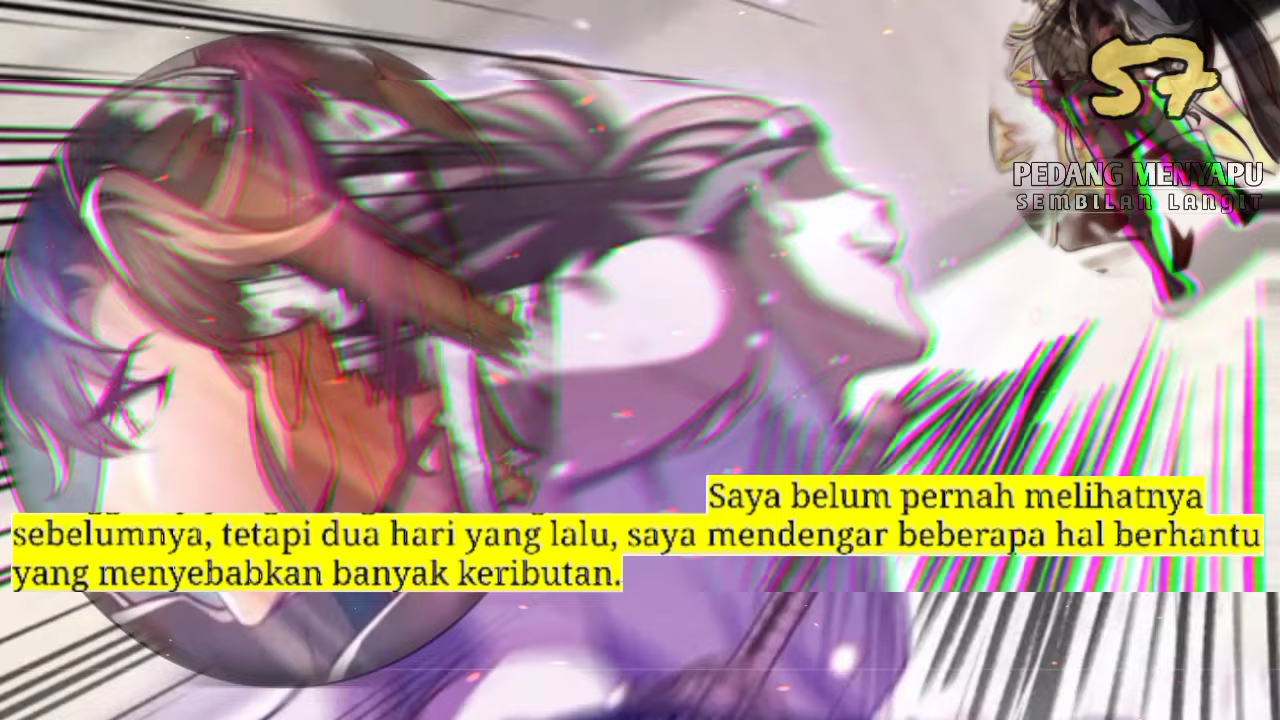 57
PEDANG MENYAPU
SEMBILAN LANGIT
Saya belum pernah melihatnya
sebelumnya, tetapi dua hari yang lalu, saya mendengar beberapa hal berhantu
yang menyebabkan banyak keributan.